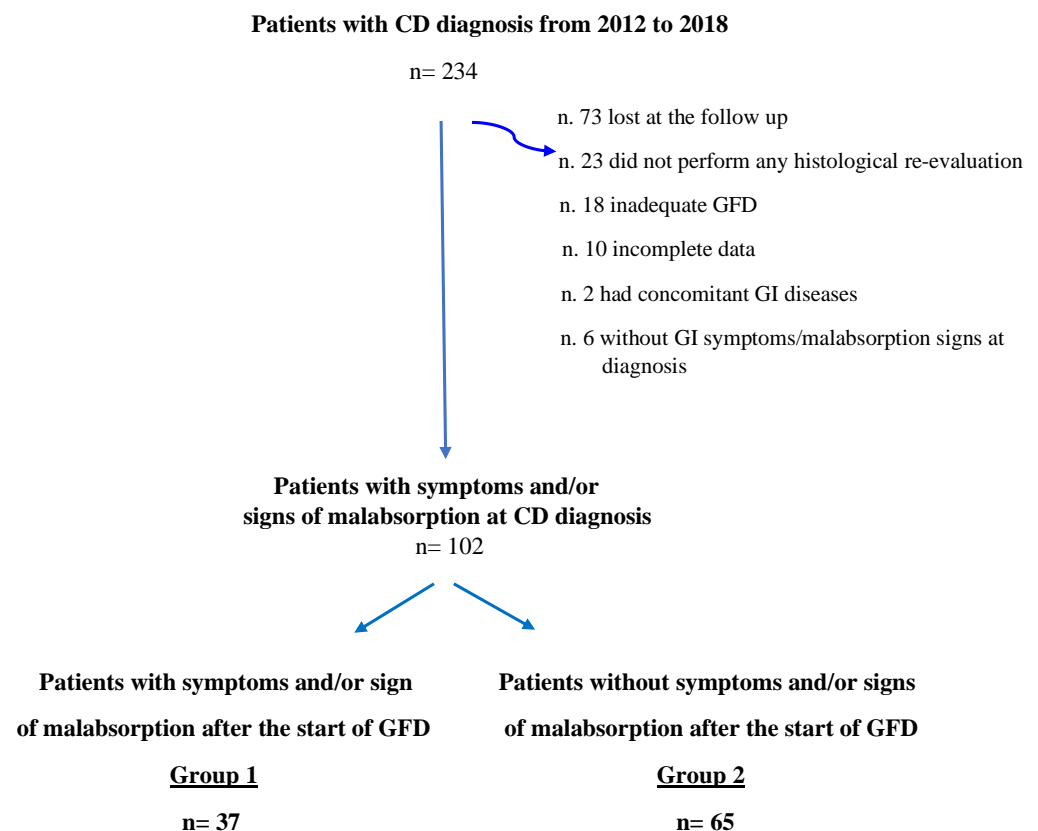 Patients with CD diagnosis from 2012 to 2018
n= 234
n. 73 lost at the follow up
n. 23 did not perform any histological re-evaluation
n. 18 inadequate GFD
n. 10 incomplete data
n. 2 had concomitant GI diseases
n. 6 without GI symptoms/malabsorption signs at
diagnosis
Patients with symptoms and/or
signs of malabsorption at CD diagnosis
n= 102
Patients with symptoms and/or sign
of malabsorption after the start of GFD
Group 1
n= 37
Patients without symptoms and/or signs
of malabsorption after the start of GFD
Group 2
n= 65